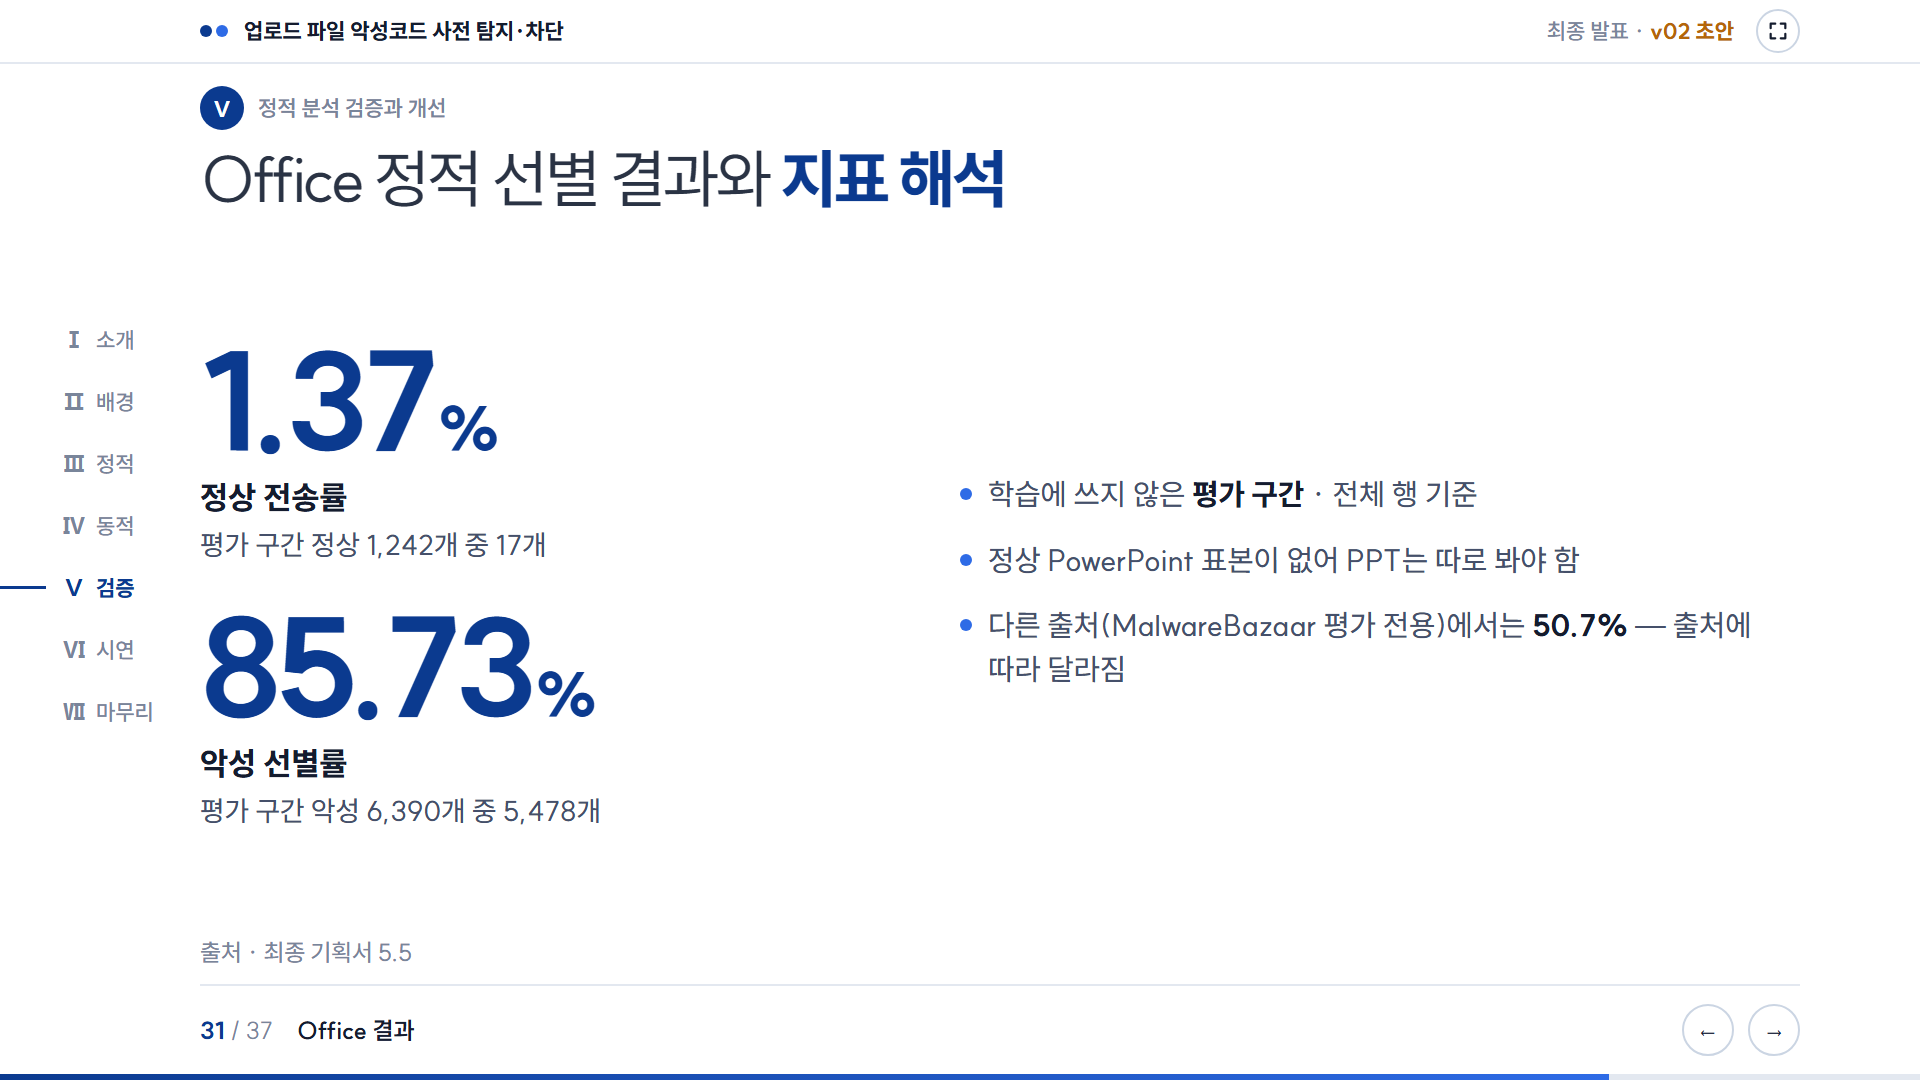 업로드 파일 악성코드 사전 탐지·차단
최종 발표 · v02 초안
V 정적 분석 검증과 개선
Office 정적 선별 결과와 지표 해석
I 소개
II 배경
III 정적
IV 동적
V 검증
VI 시연
VII 마무리
1.37%
정상 전송률
평가 구간 정상 1,242개 중 17개
85.73%
악성 선별률
평가 구간 악성 6,390개 중 5,478개
학습에 쓰지 않은 평가 구간 · 전체 행 기준
정상 PowerPoint 표본이 없어 PPT는 따로 봐야 함
다른 출처(MalwareBazaar 평가 전용)에서는 50.7% — 출처에
따라 달라짐
출처 · 최종 기획서 5.5
31 / 37 Office 결과
← →